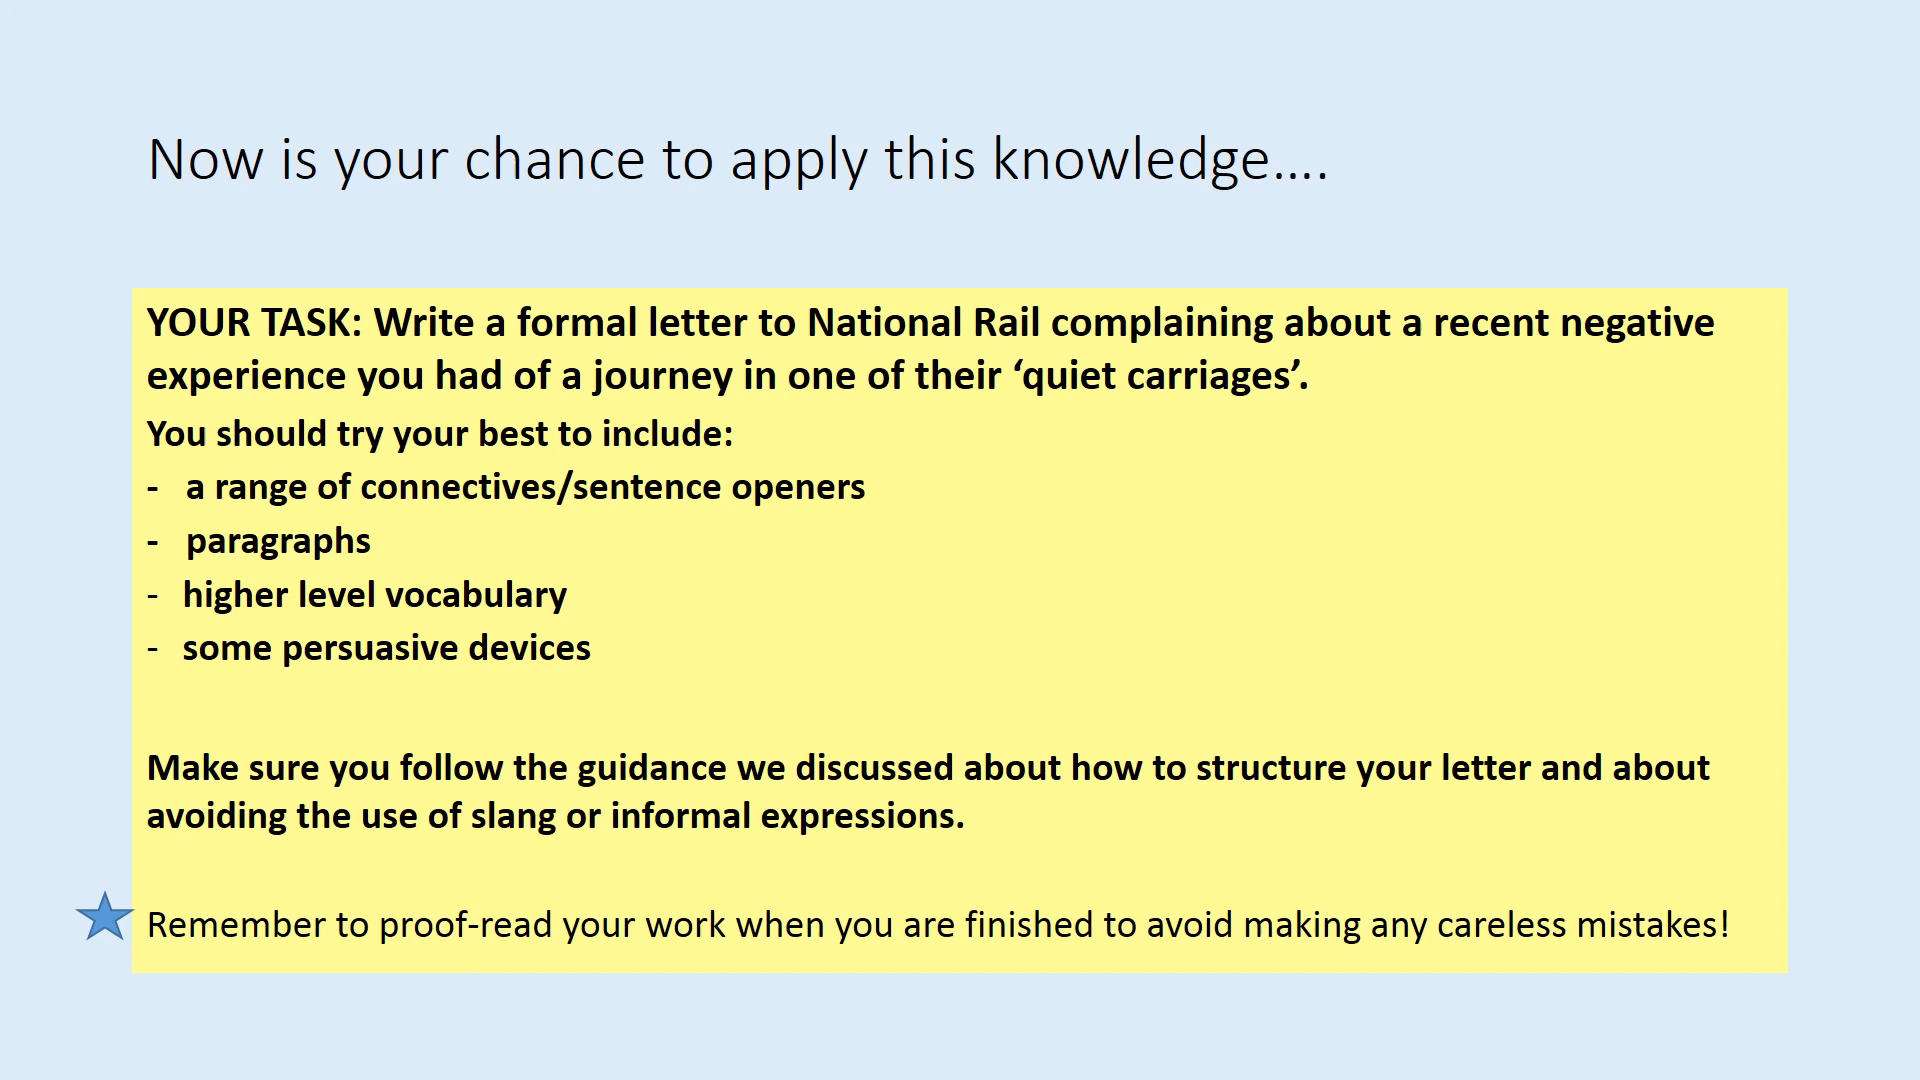 Now is your chance to apply this knowledge….
YOUR TASK: Write a formal letter to National Rail complaining about a recent negative
experience you had of a journey in one of their ‘quiet carriages’.
You should try your best to include:
- a range of connectives/sentence openers
- paragraphs
- higher level vocabulary
- some persuasive devices
Make sure you follow the guidance we discussed about how to structure your letter and about
avoiding the use of slang or informal expressions.
Remember to proof-read your work when you are finished to avoid making any careless mistakes!